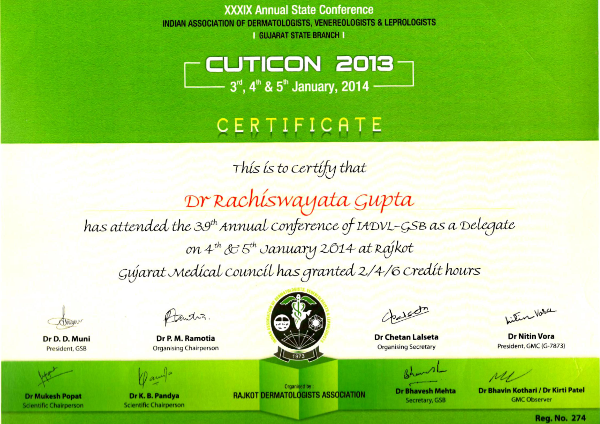 XXXIX Annual State Conference
INDIAN ASSOCIATION OF DERMATOLOGISTS, VENEREOLOGISTS & LEPROLOGISTS
| GUJARAT STATE BRANCH |
CUTICON 2013
3rd, 4th & 5th January, 2014
CERTIFICATE
This is to certify that
Dr Rachiswayata Gupta
has attended the 39th Annual Conference of IADVL-GSB as a Delegate
on 4th & 5th January 2014 at Rajkot
Gujarat Medical Council has granted 2/4/6 Credit hours
Dr D. D. Muni
President, GSB
Dr P. M. Ramotia
Organising Chairperson
1973
Dr Chetan Lalseta
Organising Secretary
Dr Nitin Vora
President, GMC (G-7873)
Dr Mukesh Popat
Scientific Chairperson
Dr K. B. Pandya
Scientific Chairperson
Organised by
RAJKOT DERMATOLOGISTS ASSOCIATION
Dr Bhavesh Mehta
Secretary, GSB
Dr Bhavin Kothari / Dr Kirti Patel
GMC Observer
Reg. No. 274